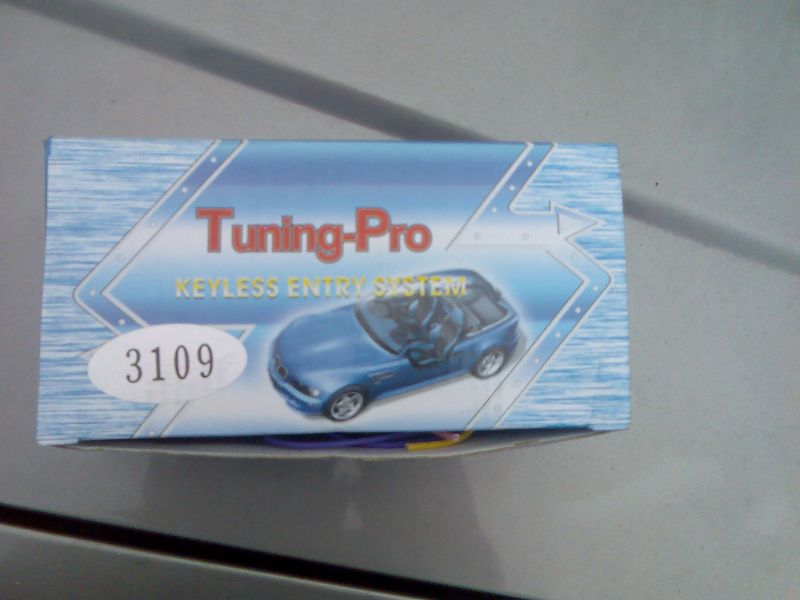 Tuning-Pro
KEYLESS ENTRY SYSTEM
3109